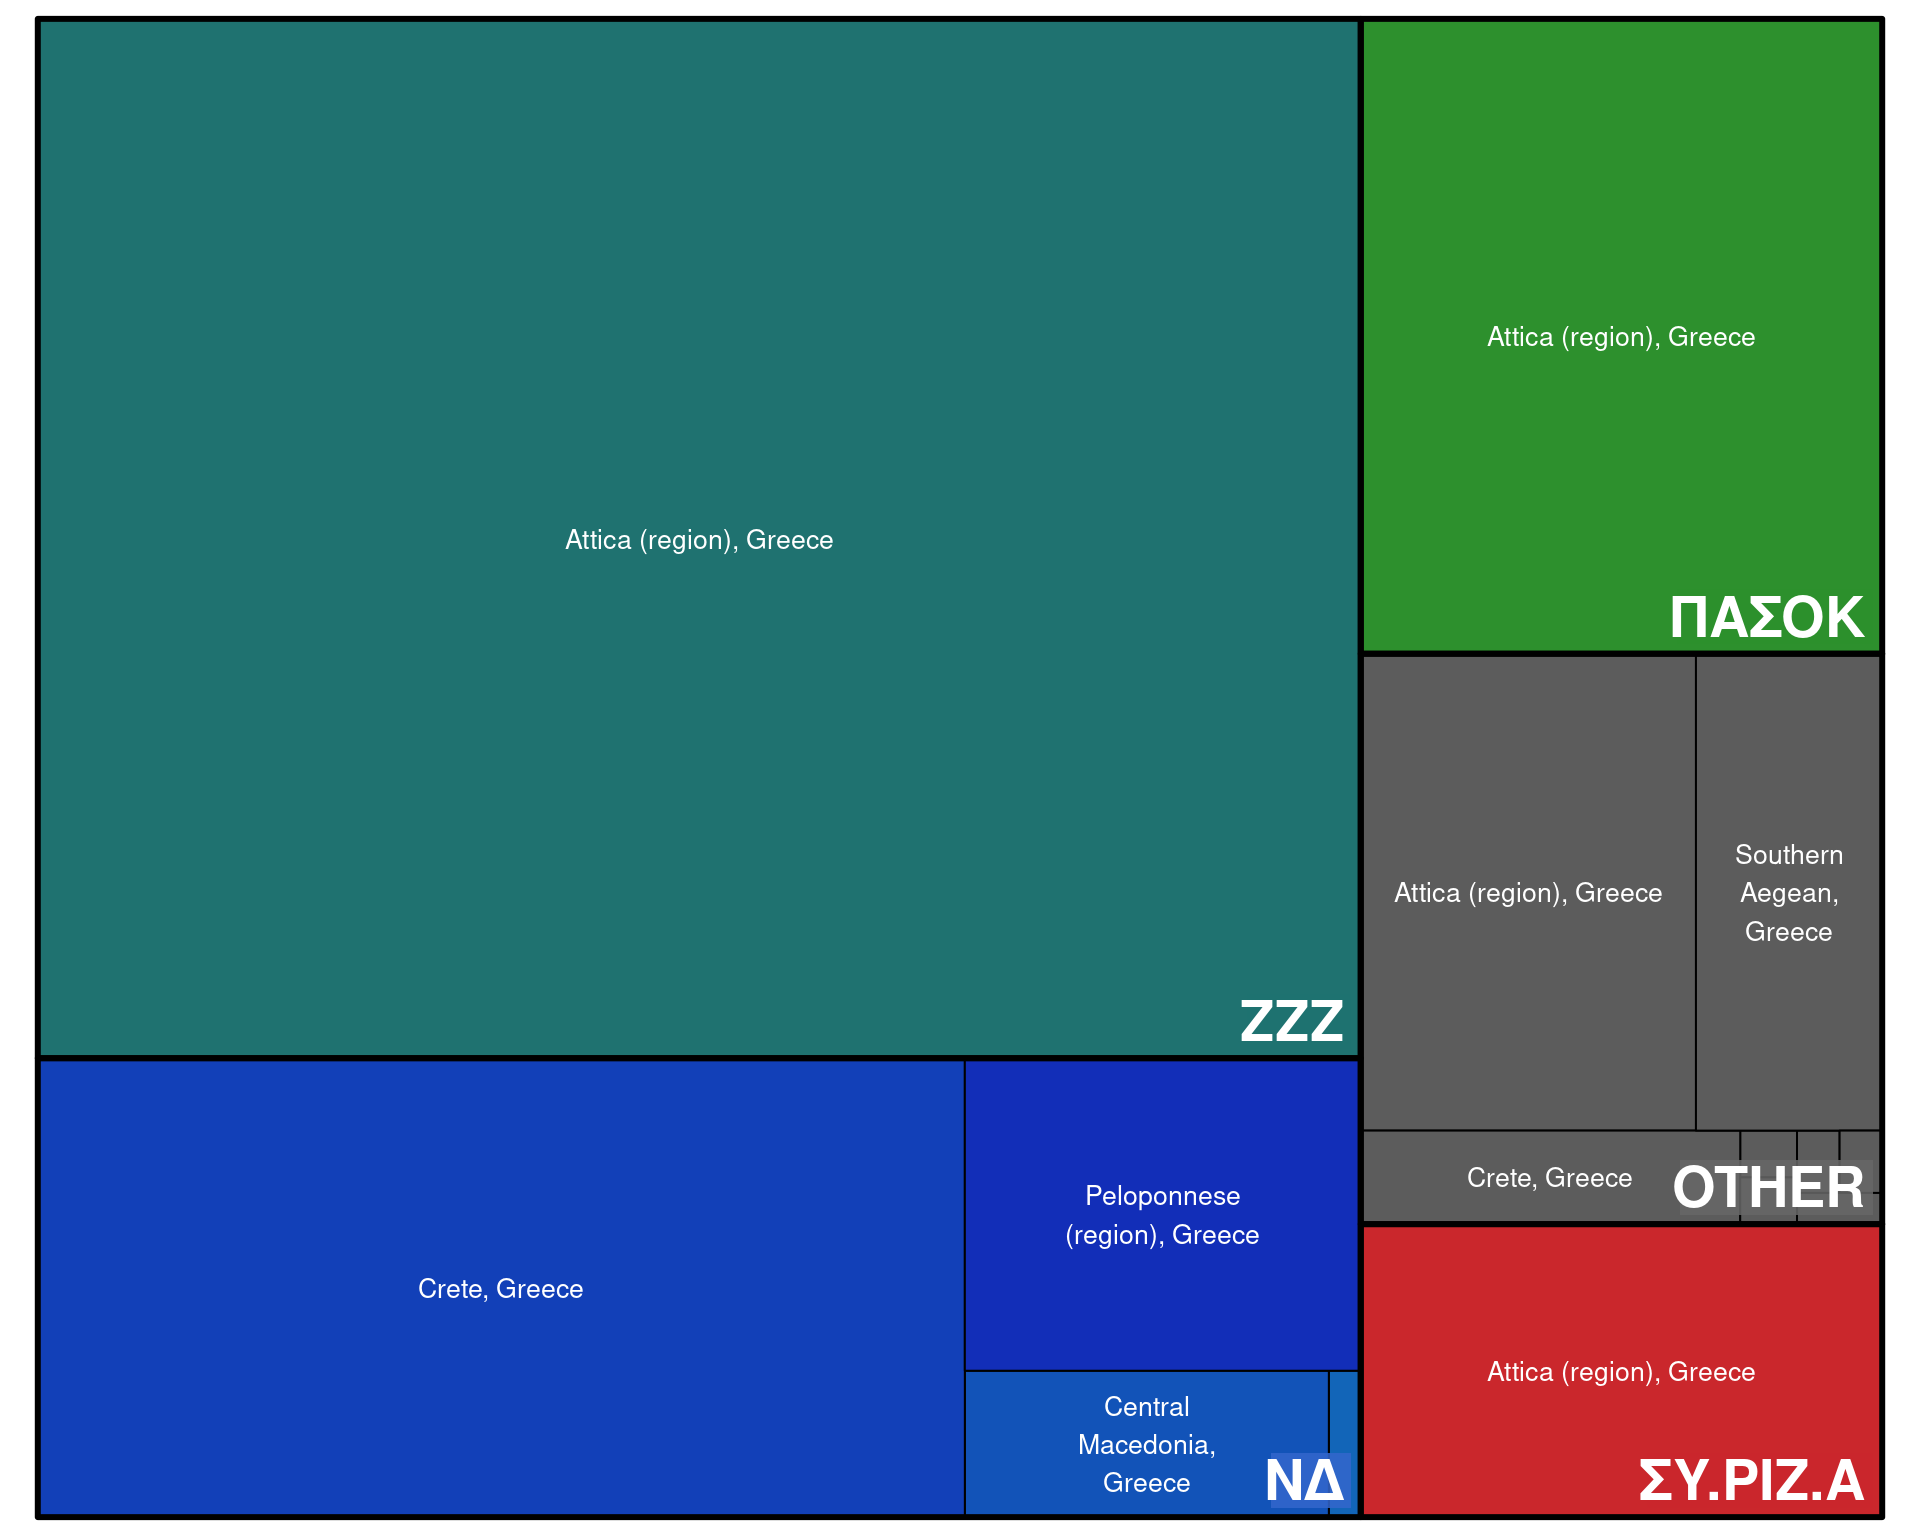 Attica (region), Greece
ZZZ
Crete, Greece
Peloponnese
(region), Greece
Central
Macedonia,
Greece
ΝΔ
Attica (region), Greece
ΠΑΣΟΚ
Attica (region), Greece
Southern
Aegean,
Greece
Crete, Greece
OTHER
Attica (region), Greece
ΣΥ.ΡΙΖ.Α